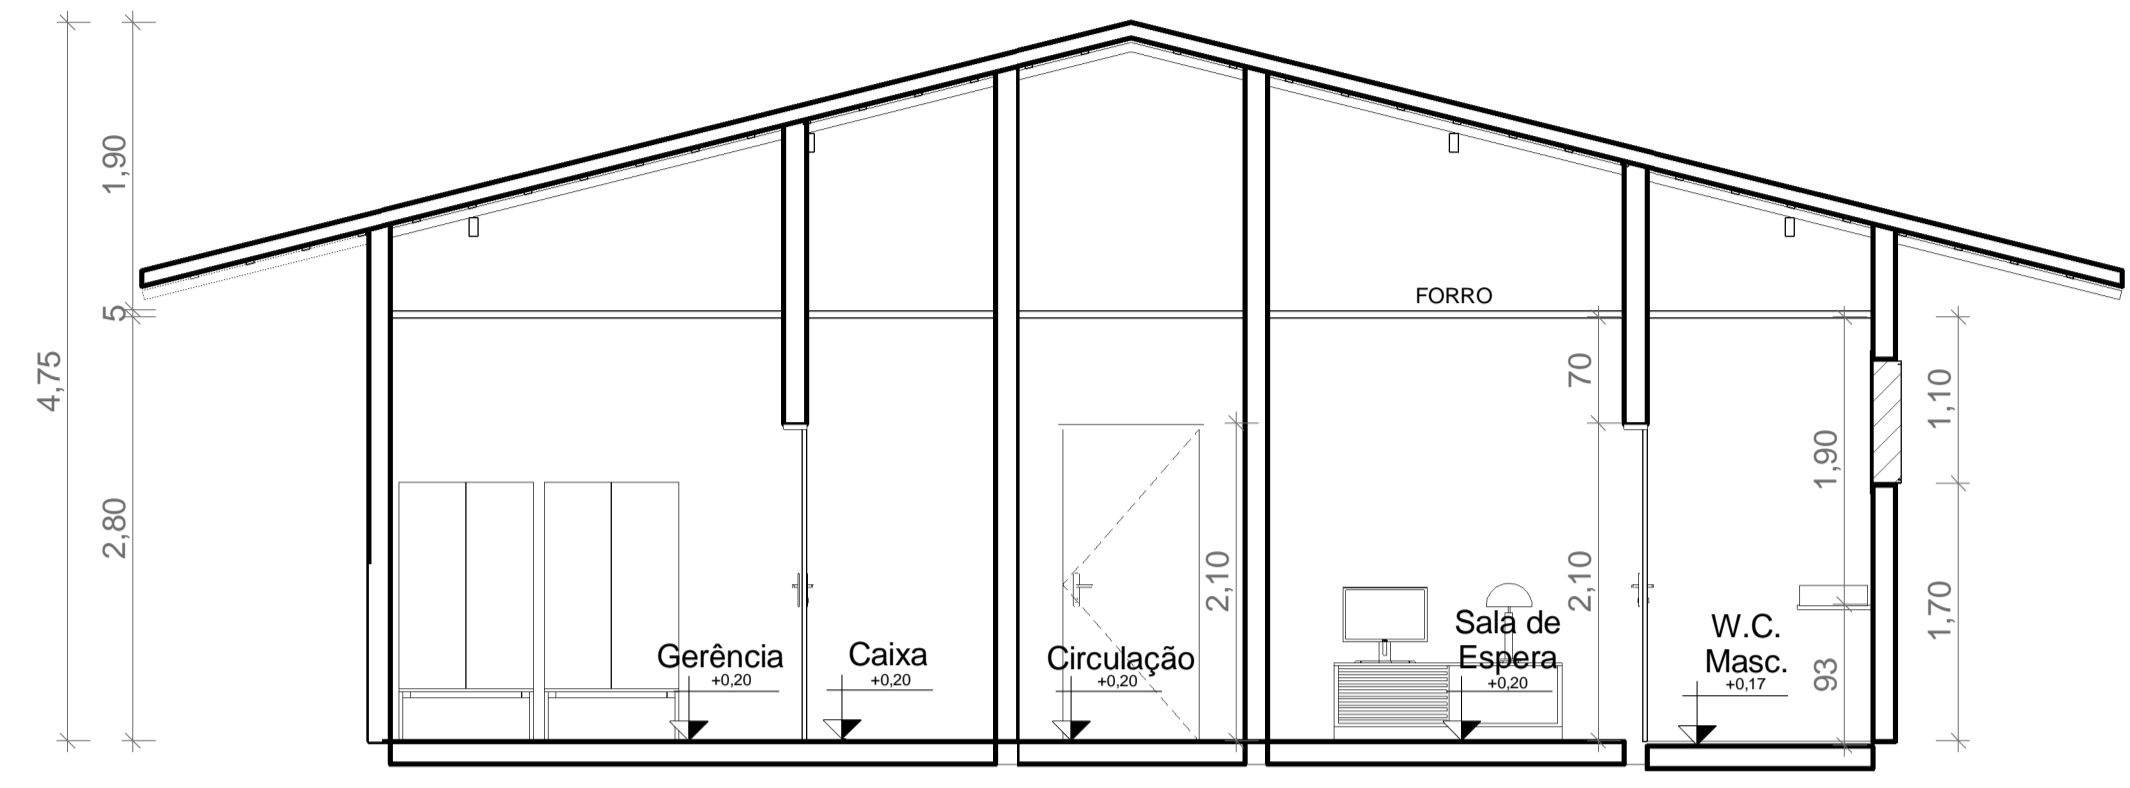 1,90
5
4,75
2,80
FORRO
70
1,10
1,90
2,10
2,10
1,70
93
Gerência
+0,20
Caixa
+0,20
Circulação
+0,20
Sala de
Espera
+0,20
W.C.
Masc.
+0,17